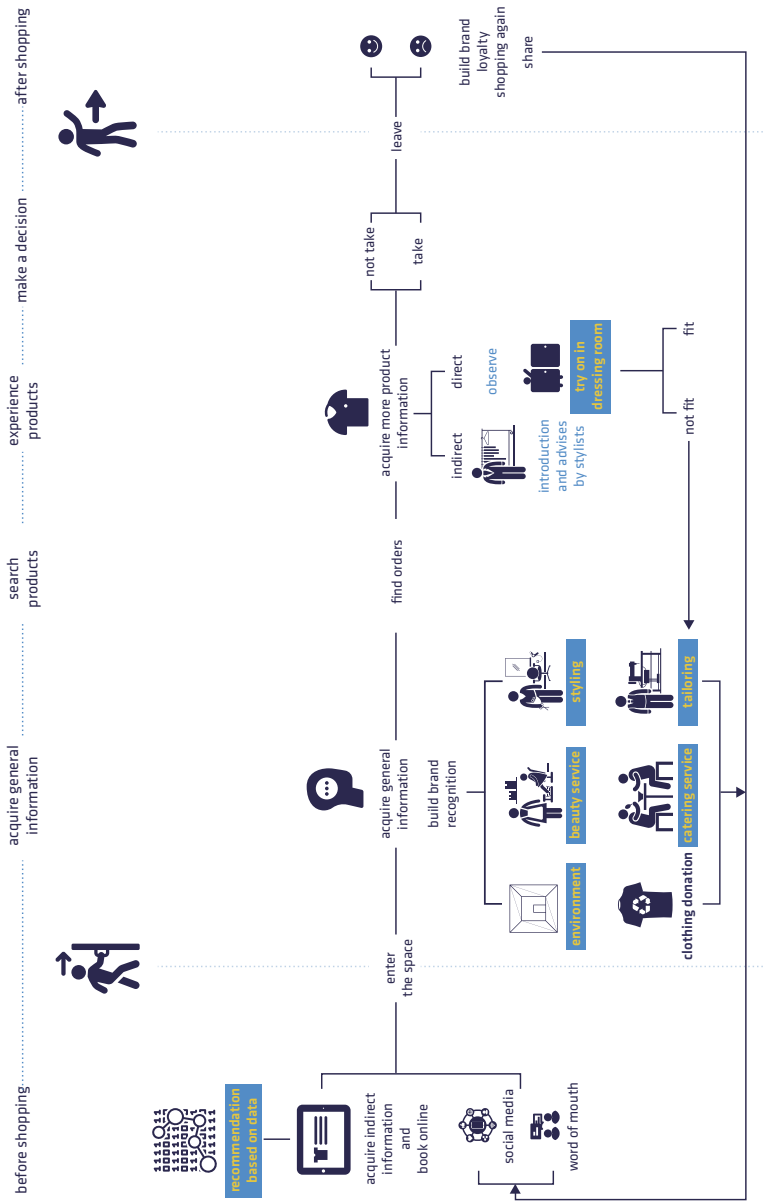 before shopping
acquire general
information
search
products
experience
products
make a decision
after shopping
recommendation
based on data
acquire indirect
information
and
book online
social media
word of mouth
enter
the space
acquire general
information
build brand
recognition
environment
beauty service
styling
clothing donation
catering service
tailoring
find orders
acquire more product
information
indirect
direct
introduction
and advises
by stylists
observe
try on in
dressing room
not fit
fit
not take
take
leave
build brand
loyalty
shopping again
share